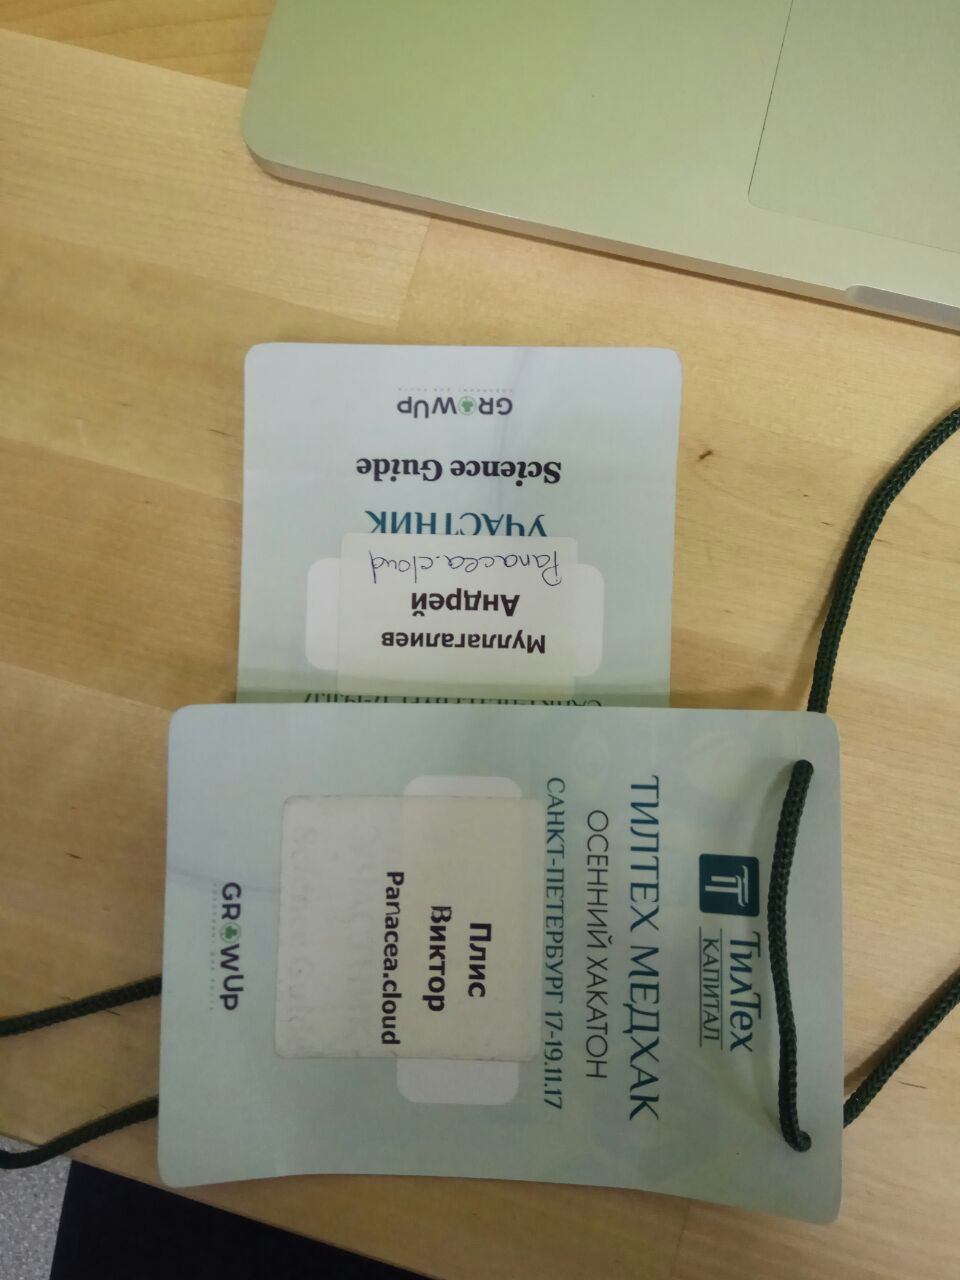 GROWUP
Science Guide
УЧАСТНИК
Panacea.cloud
Андрей
Муллагалиев
ТилТех
КАПИТАЛ
ТИЛТЕХ МЕДХАК
ОСЕННИЙ ХАКАТОН
САНКТ-ПЕТЕРБУРГ 17-19.11.17
Плис
Виктор
Panacea.cloud
GROWUP